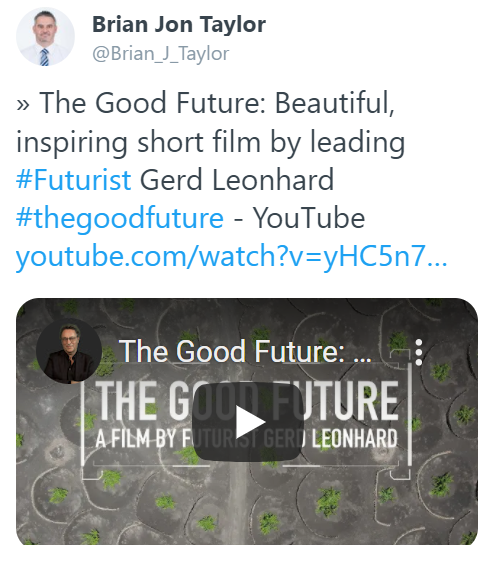 Brian Jon Taylor
@Brian_J_Taylor
» The Good Future: Beautiful,
inspiring short film by leading
#Futurist Gerd Leonhard
#thegoodfuture - YouTube
youtube.com/watch?v=yHC5n7...
The Good Future: ...
THE GOOD FUTURE
A FILM BY FUTURIST GERD LEONHARD